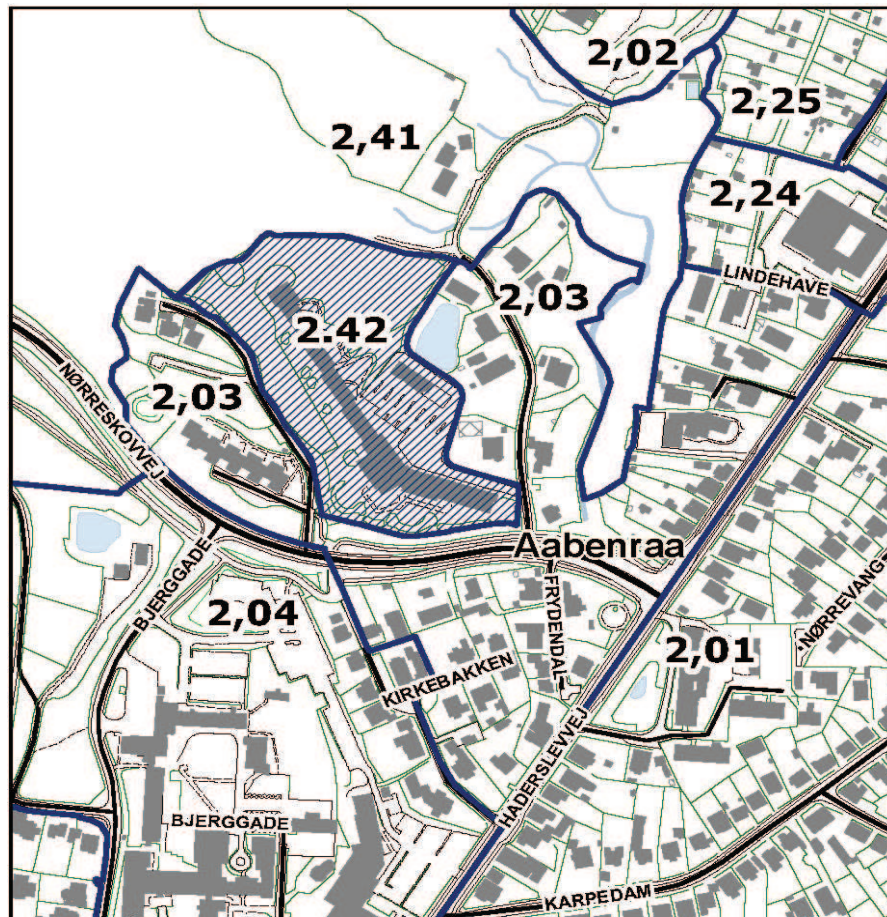 2,02
2,25
2,41
2,24
LINDEHAVE
2,03
2.42
NØRRESKOVVEJ
2,03
Aabenraa
BJERGGADE
2,04
FRYDENDAL
NØRREVANG
2,01
KIRKEBAKKEN
HADERSLEVVEJ
BJERGGADE
KARPEDAM